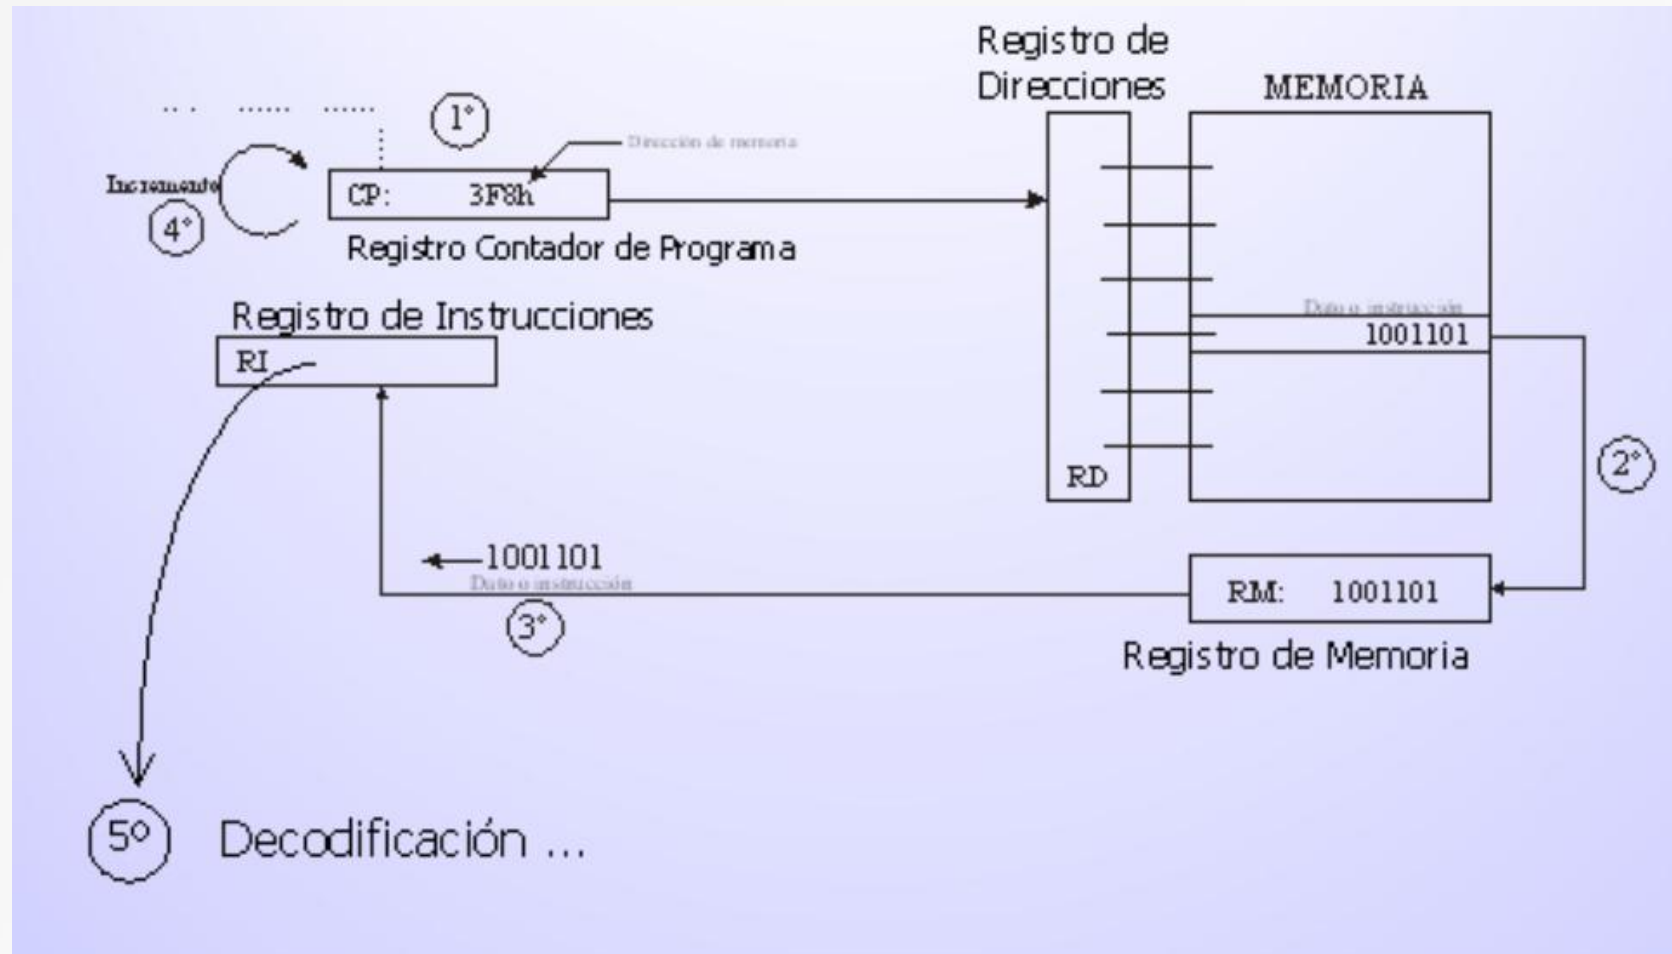 Registro de
Direcciones
MEMORIA
1°
Dirección de memoria
Incremento
4°
CP: 3F8h
Registro Contador de Programa
Registro de Instrucciones
RI
Dato o instrucción
1001101
RD
2°
1001101
Dato o instrucción
3°
RM: 1001101
Registro de Memoria
5º Decodificación ...